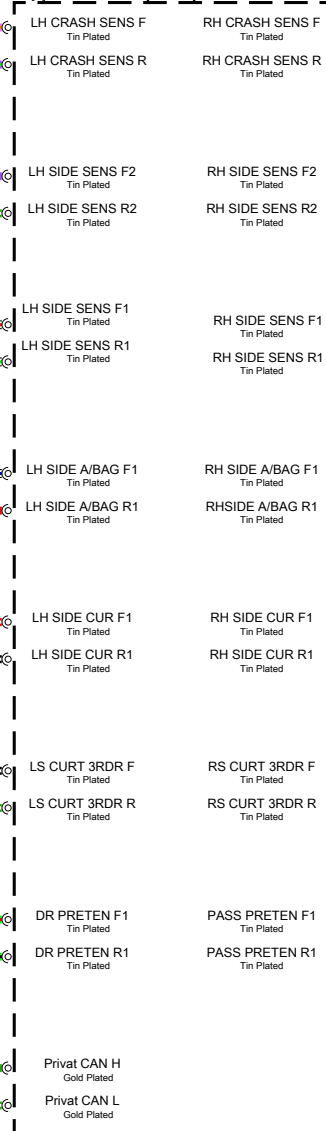 LH CRASH SENS F RH CRASH SENS F
Tin Plated Tin Plated
LH CRASH SENS R RH CRASH SENS R
Tin Plated Tin Plated
LH SIDE SENS F2 RH SIDE SENS F2
Tin Plated Tin Plated
LH SIDE SENS R2 RH SIDE SENS R2
Tin Plated Tin Plated
LH SIDE SENS F1
Tin Plated
RH SIDE SENS F1
Tin Plated
LH SIDE SENS R1
Tin Plated
RH SIDE SENS R1
Tin Plated
LH SIDE A/BAG F1 RH SIDE A/BAG F1
Tin Plated Tin Plated
LH SIDE A/BAG R1 RHSIDE A/BAG R1
Tin Plated Tin Plated
LH SIDE CUR F1 RH SIDE CUR F1
Tin Plated Tin Plated
LH SIDE CUR R1 RH SIDE CUR R1
Tin Plated Tin Plated
LS CURT 3RDR F RS CURT 3RDR F
Tin Plated Tin Plated
LS CURT 3RDR R RS CURT 3RDR R
Tin Plated Tin Plated
DR PRETEN F1 PASS PRETEN F1
Tin Plated Tin Plated
DR PRETEN R1 PASS PRETEN R1
Tin Plated Tin Plated
Privat CAN H
Gold Plated
Privat CAN L
Gold Plated